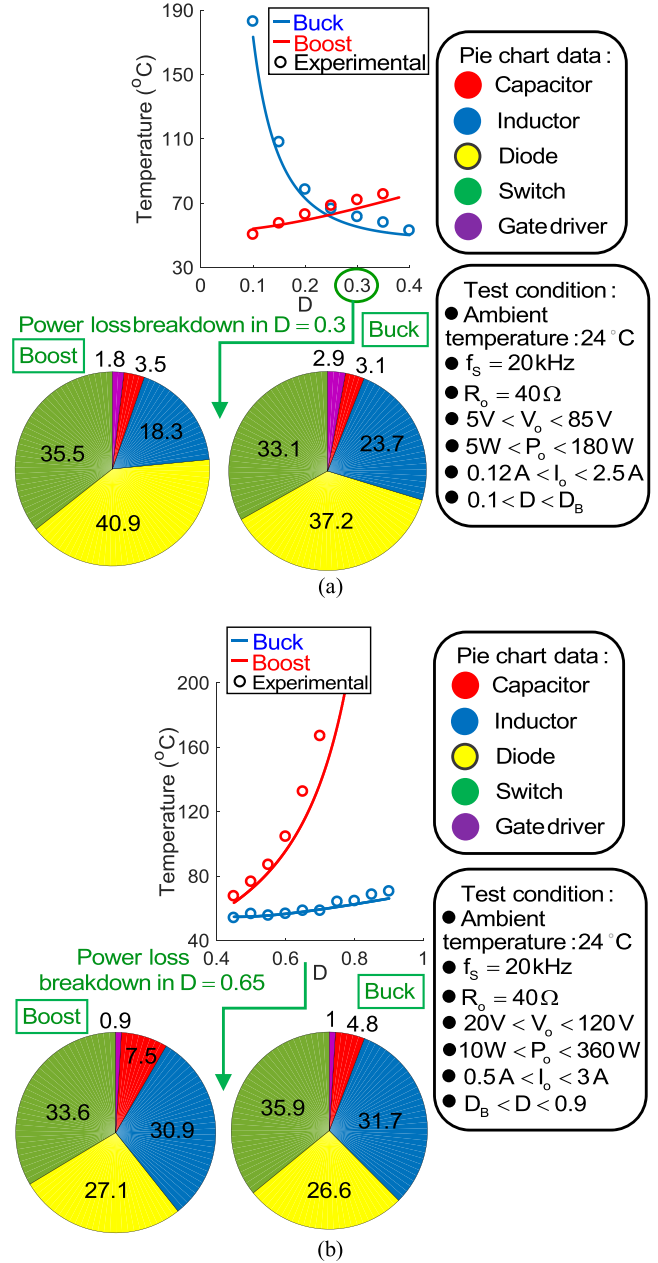 190
150
110
70
30
Temperature (°C)
Buck
Boost
Experimental
0
0.1
0.2
0.3
0.4
D
Pie chart data :
Capacitor
Inductor
Diode
Switch
Gate driver
Power loss breakdown in D = 0.3
Boost
Buck
1.8
3.5
18.3
40.9
35.5
2.9
3.1
23.7
37.2
33.1
Test condition :
● Ambient
temperature : 24 °C
● fS = 20 kHz
● Ro = 40 Ω
● 5V < Vo < 85 V
● 5W < Po < 180 W
● 0.12 A < Io < 2.5 A
● 0.1 < D < DB
(a)
200
160
120
80
40
Temperature (°C)
Buck
Boost
Experimental
0.4
0.6
0.8
1
D
Pie chart data :
Capacitor
Inductor
Diode
Switch
Gate driver
Power loss
breakdown in D = 0.65
Boost
Buck
0.9
7.5
30.9
27.1
33.6
1
4.8
31.7
26.6
35.9
Test condition :
● Ambient
temperature : 24 °C
● fS = 20 kHz
● Ro = 40 Ω
● 20V < Vo < 120 V
● 10W < Po < 360 W
● 0.5 A < Io < 3 A
● DB < D < 0.9
(b)